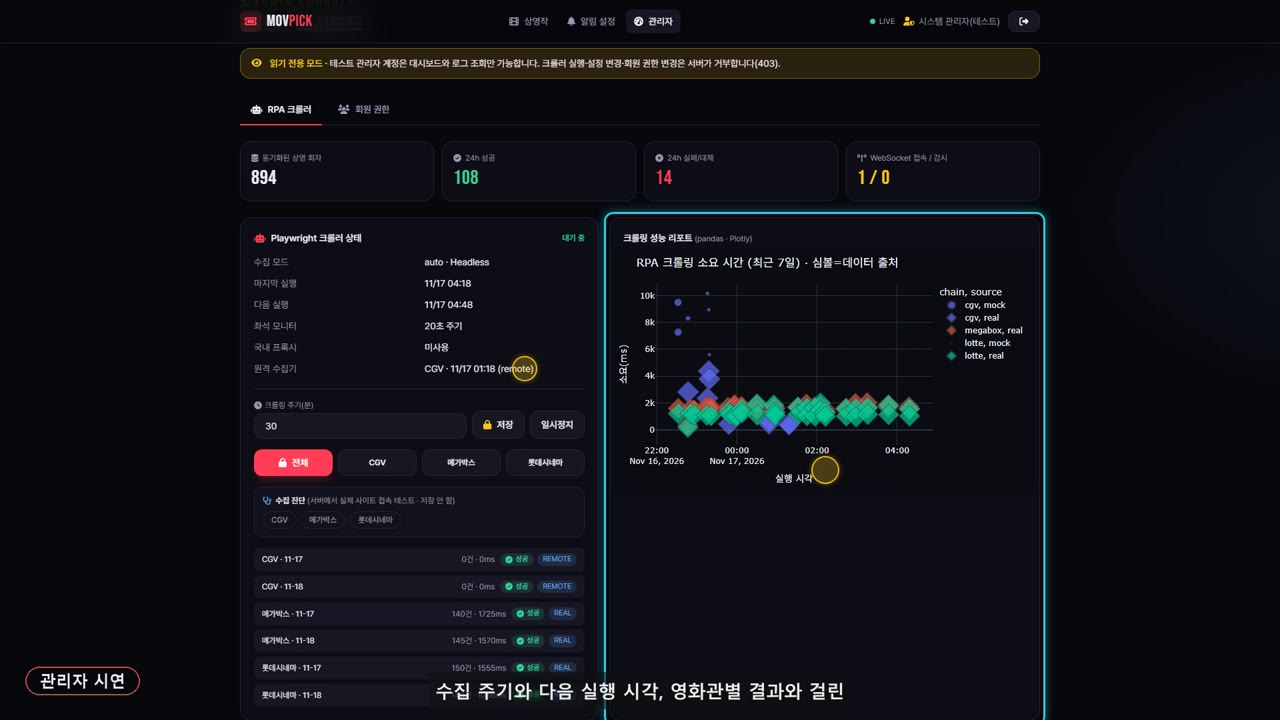 MOVPICK
상영작
알림 설정
관리자
LIVE
시스템 관리자(테스트)
읽기 전용 모드 · 테스트 관리자 계정은 대시보드와 로그 조회만 가능합니다. 크롤러 실행·설정 변경·회원 권한 변경은 서버가 거부합니다(403).
RPA 크롤러
회원 권한
동기화된 상영 회차
894
24h 성공
108
24h 실패/대체
14
WebSocket 접속 / 감시
1 / 0
Playwright 크롤러 상태
대기 중
수집 모드 auto · Headless
마지막 실행 11/17 04:18
다음 실행 11/17 04:48
좌석 모니터 20초 주기
국내 프록시 미사용
원격 수집기 CGV · 11/17 01:18 (remote)
크롤링 주기(분)
30
저장
일시정지
전체
CGV
메가박스
롯데시네마
수집 진단 (서버에서 실제 사이트 접속 테스트 · 저장 안 함)
CGV
메가박스
롯데시네마
CGV · 11-17 0건 · 0ms 성공 REMOTE
CGV · 11-18 0건 · 0ms 성공 REMOTE
메가박스 · 11-17 140건 · 1725ms 성공 REAL
메가박스 · 11-18 145건 · 1570ms 성공 REAL
롯데시네마 · 11-17 150건 · 1555ms 성공 REAL
롯데시네마 · 11-18
크롤링 성능 리포트 (pandas · Plotly)
RPA 크롤링 소요 시간 (최근 7일) · 심볼=데이터 출처
chain, source
cgv, mock
cgv, real
megabox, real
lotte, mock
lotte, real
소요(ms)
10k
8k
6k
4k
2k
0
22:00
Nov 16, 2026
00:00
Nov 17, 2026
02:00
04:00
실행 시각
관리자 시연
수집 주기와 다음 실행 시각, 영화관별 결과와 걸린